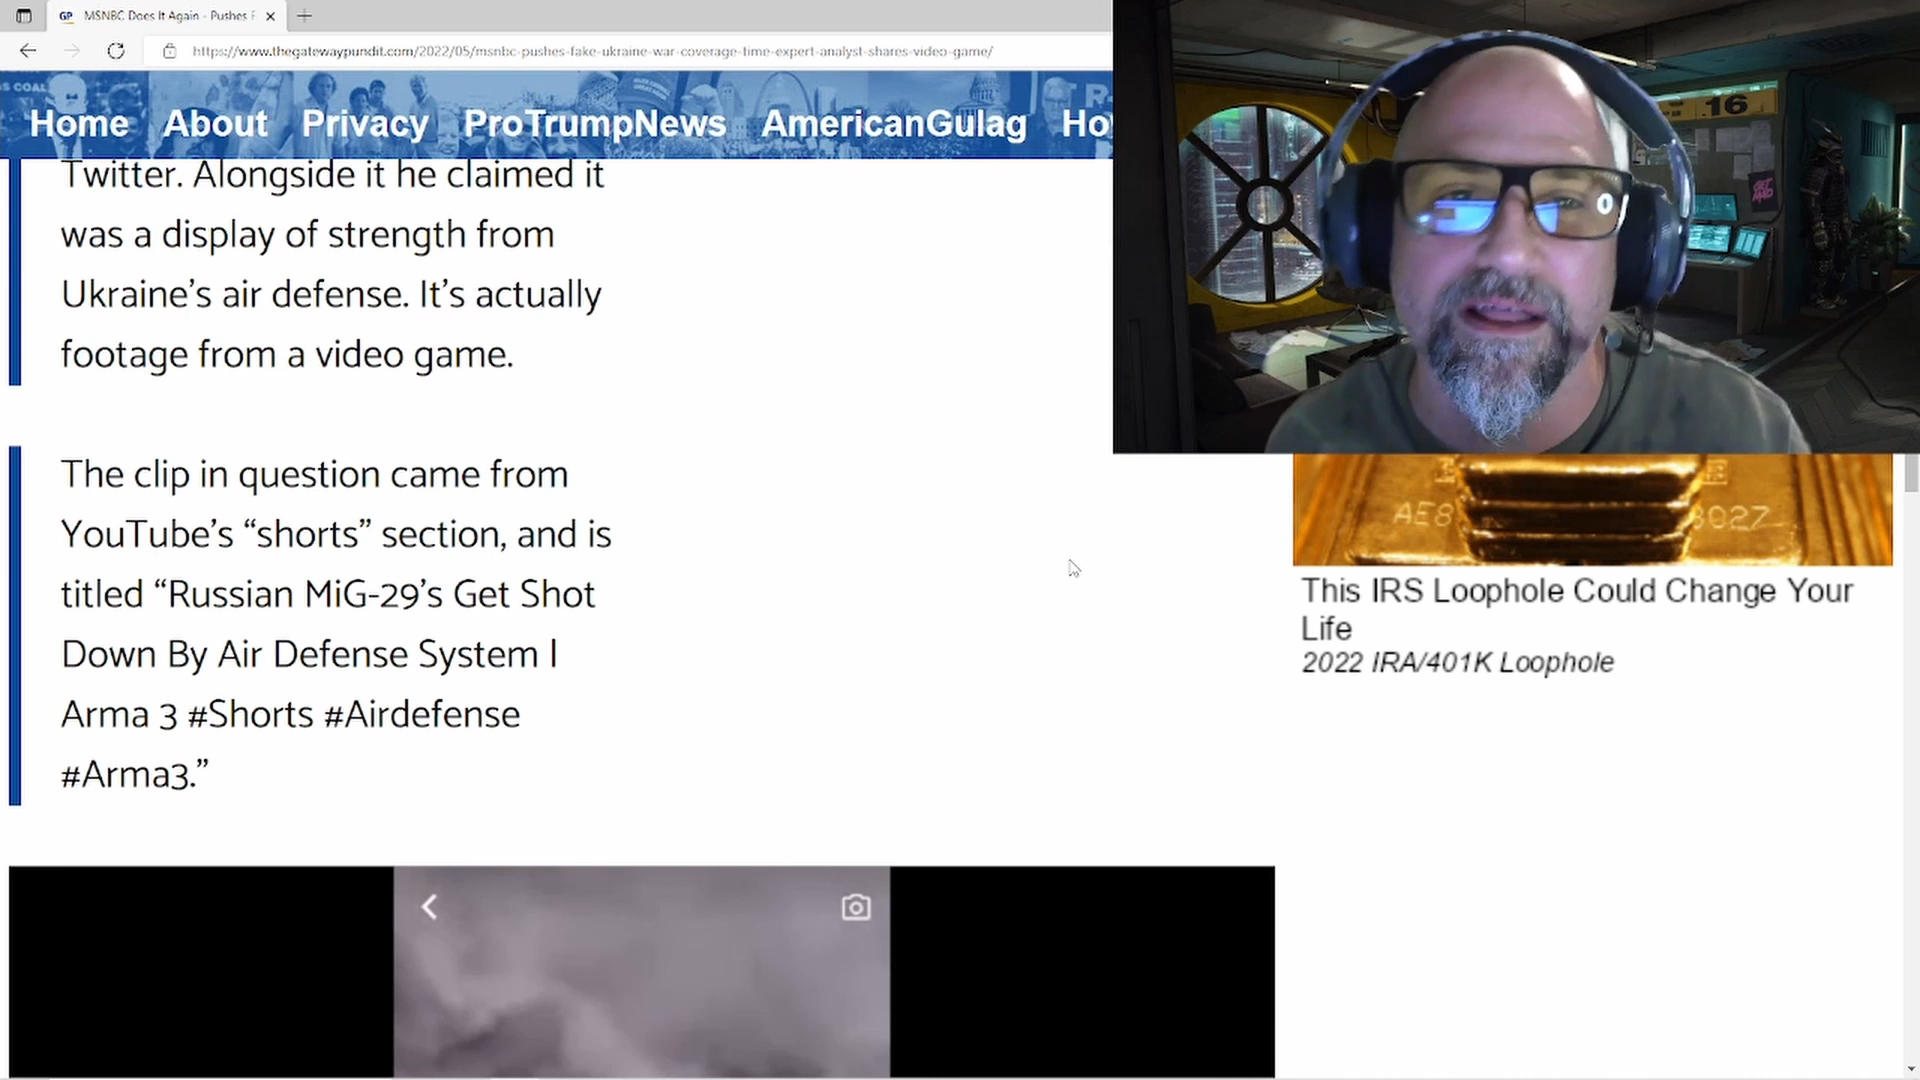 MSNBC Does It Again - Pushes F
https://www.thegatewaypundit.com/2022/05/msnbc-pushes-fake-ukraine-war-coverage-time-expert-analyst-shares-video-game/
Home About Privacy ProTrumpNews AmericanGulag Ho
Twitter. Alongside it he claimed it
was a display of strength from
Ukraine’s air defense. It’s actually
footage from a video game.
The clip in question came from
YouTube’s “shorts” section, and is
titled “Russian MiG-29’s Get Shot
Down By Air Defense System l
Arma 3 #Shorts #Airdefense
#Arma3.”
16
AE8 3027
This IRS Loophole Could Change Your
Life
2022 IRA/401K Loophole